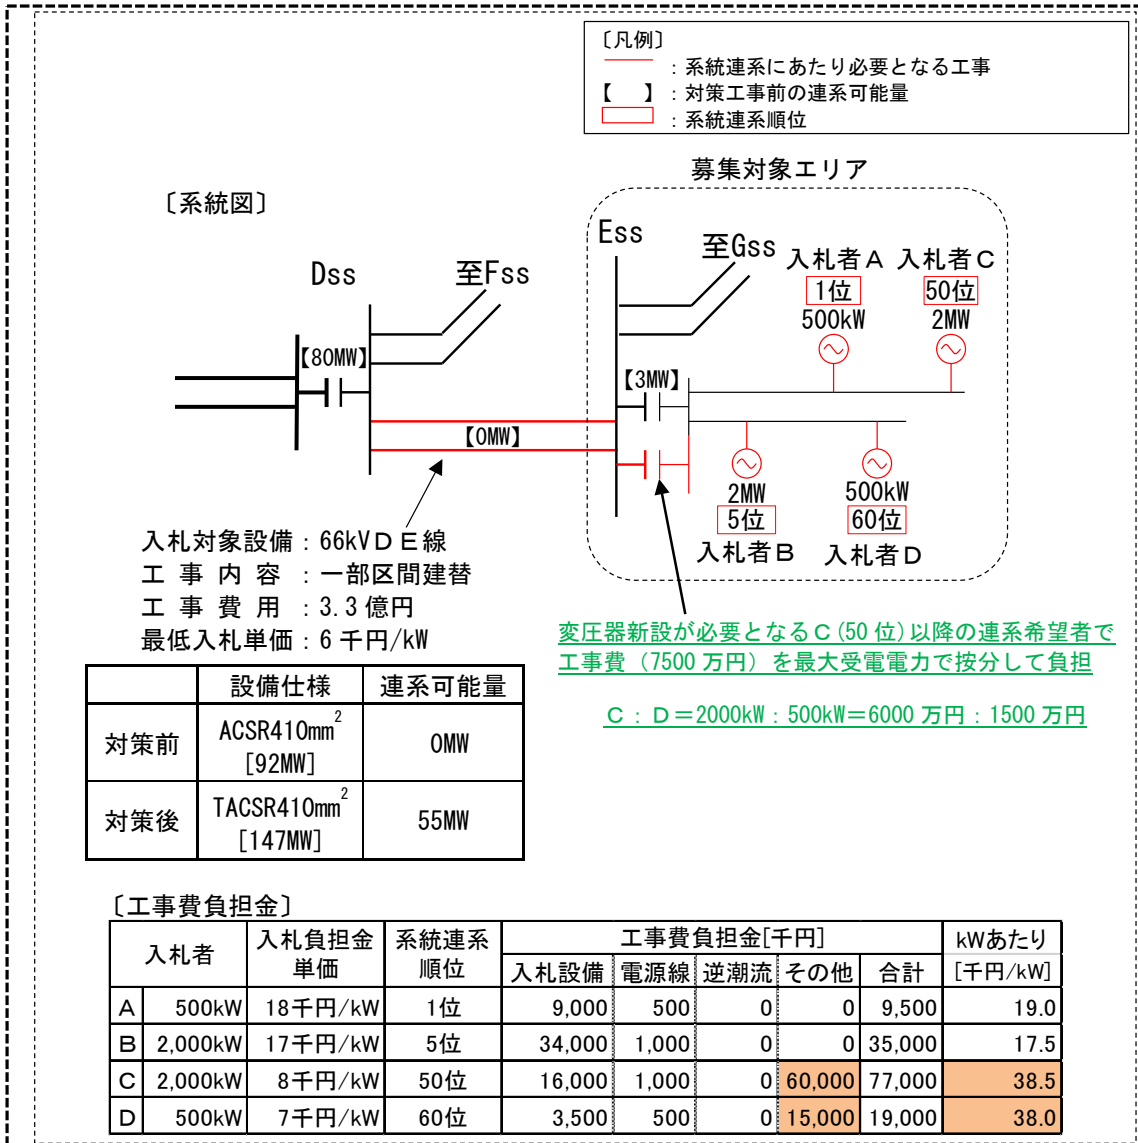 〔凡例〕
：系統連系にあたり必要となる工事
【　】：対策工事前の連系可能量
：系統連系順位
募集対象エリア
〔系統図〕
Dss
至Fss
【80MW】
【0MW】
Ess
至Gss
【3MW】
入札者Ａ 入札者Ｃ
1位 50位
500kW 2MW
2MW 500kW
5位 60位
入札者Ｂ 入札者Ｄ
入札対象設備：66kVＤＥ線
工事内容：一部区間建替
工事費用：3.3億円
最低入札単価：6千円/kW
変圧器新設が必要となるＣ(50位)以降の連系希望者で
工事費（7500万円）を最大受電電力で按分して負担
Ｃ：Ｄ＝2000kW：500kW＝6000万円：1500万円
設備仕様 連系可能量
対策前 ACSR410mm² [92MW] 0MW
対策後 TACSR410mm² [147MW] 55MW
〔工事費負担金〕
入札者 入札負担金単価 系統連系順位 工事費負担金[千円] kWあたり[千円/kW]
入札設備 電源線 逆潮流 その他 合計
Ａ 500kW 18千円/kW 1位 9,000 500 0 0 9,500 19.0
Ｂ 2,000kW 17千円/kW 5位 34,000 1,000 0 0 35,000 17.5
Ｃ 2,000kW 8千円/kW 50位 16,000 1,000 0 60,000 77,000 38.5
Ｄ 500kW 7千円/kW 60位 3,500 500 0 15,000 19,000 38.0